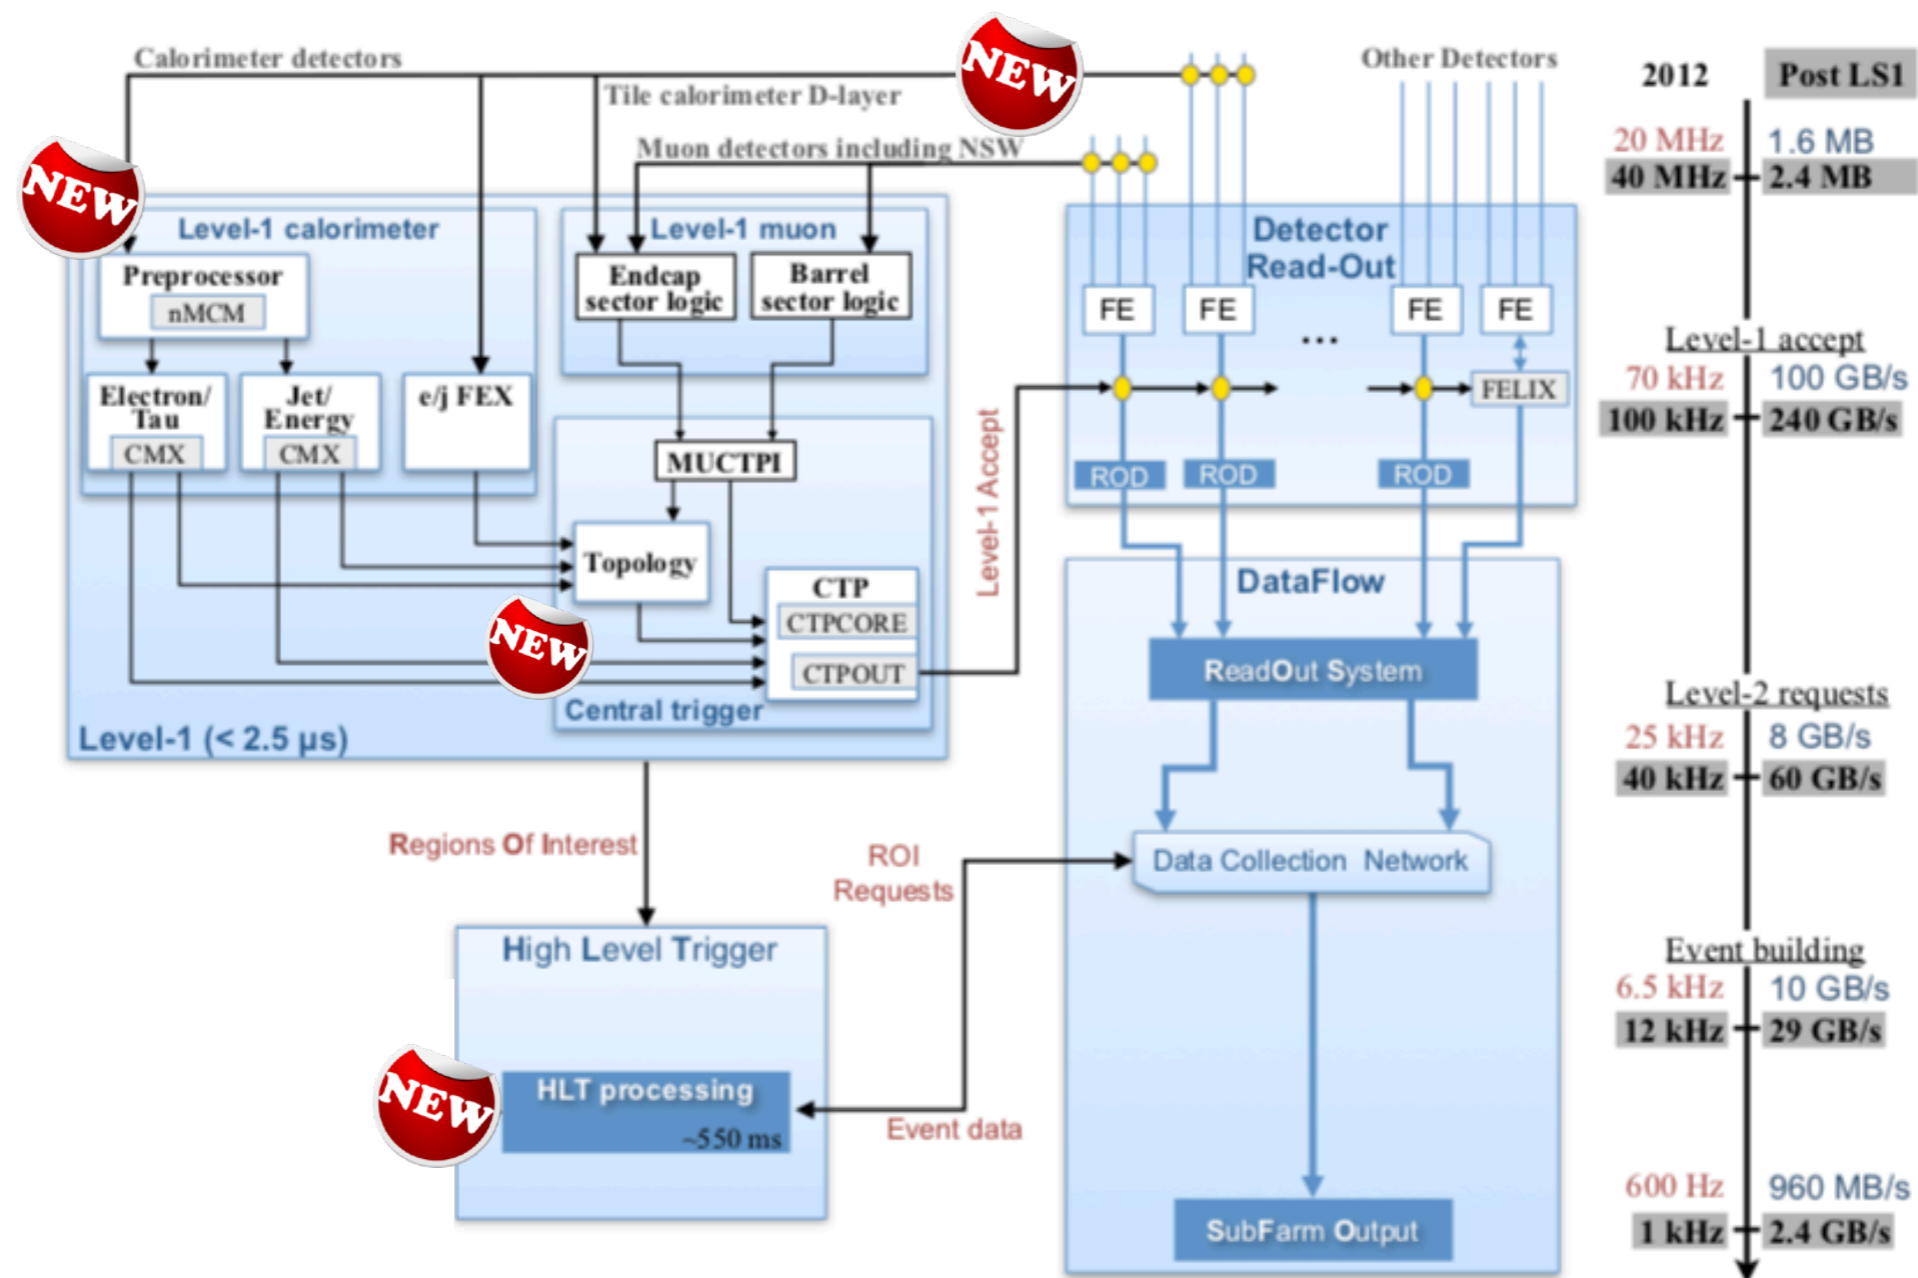 Calorimeter detectors
NEW
Tile calorimeter D-layer
Muon detectors including NSW
NEW
Level-1 calorimeter
Preprocessor
nMCM
Electron/
Tau
CMX
Jet/
Energy
CMX
e/j FEX
Level-1 muon
Endcap
sector logic
Barrel
sector logic
MUCTPI
Topology
NEW
CTP
CTPCORE
CTPOUT
Central trigger
Level-1 (< 2.5 µs)
Level-1 Accept
Regions Of Interest
High Level Trigger
NEW
HLT processing
~550 ms
ROI
Requests
Event data
Other Detectors
Detector
Read-Out
FE
FE
FE
FE
...
FELIX
ROD
ROD
ROD
DataFlow
ReadOut System
Data Collection Network
SubFarm Output
2012 Post LS1
20 MHz 1.6 MB
40 MHz 2.4 MB
Level-1 accept
70 kHz 100 GB/s
100 kHz 240 GB/s
Level-2 requests
25 kHz 8 GB/s
40 kHz 60 GB/s
Event building
6.5 kHz 10 GB/s
12 kHz 29 GB/s
600 Hz 960 MB/s
1 kHz 2.4 GB/s